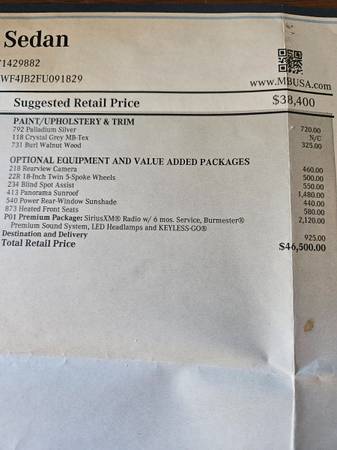 Sedan
71429882
WF4JB2FU091829
www.MBUSA.com
Suggested Retail Price $38,400
PAINT/UPHOLSTERY & TRIM
792 Palladium Silver 720.00
118 Crystal Grey MB-Tex N/C
731 Burl Walnut Wood 325.00
OPTIONAL EQUIPMENT AND VALUE ADDED PACKAGES
218 Rearview Camera 460.00
22R 18-Inch Twin 5-Spoke Wheels 500.00
234 Blind Spot Assist 550.00
413 Panorama Sunroof 1,480.00
540 Power Rear-Window Sunshade 440.00
873 Heated Front Seats 580.00
P01 Premium Package: SiriusXM® Radio w/ 6 mos. Service, Burmester® 2,120.00
Premium Sound System, LED Headlamps and KEYLESS-GO®
Destination and Delivery 925.00
Total Retail Price $46,500.00